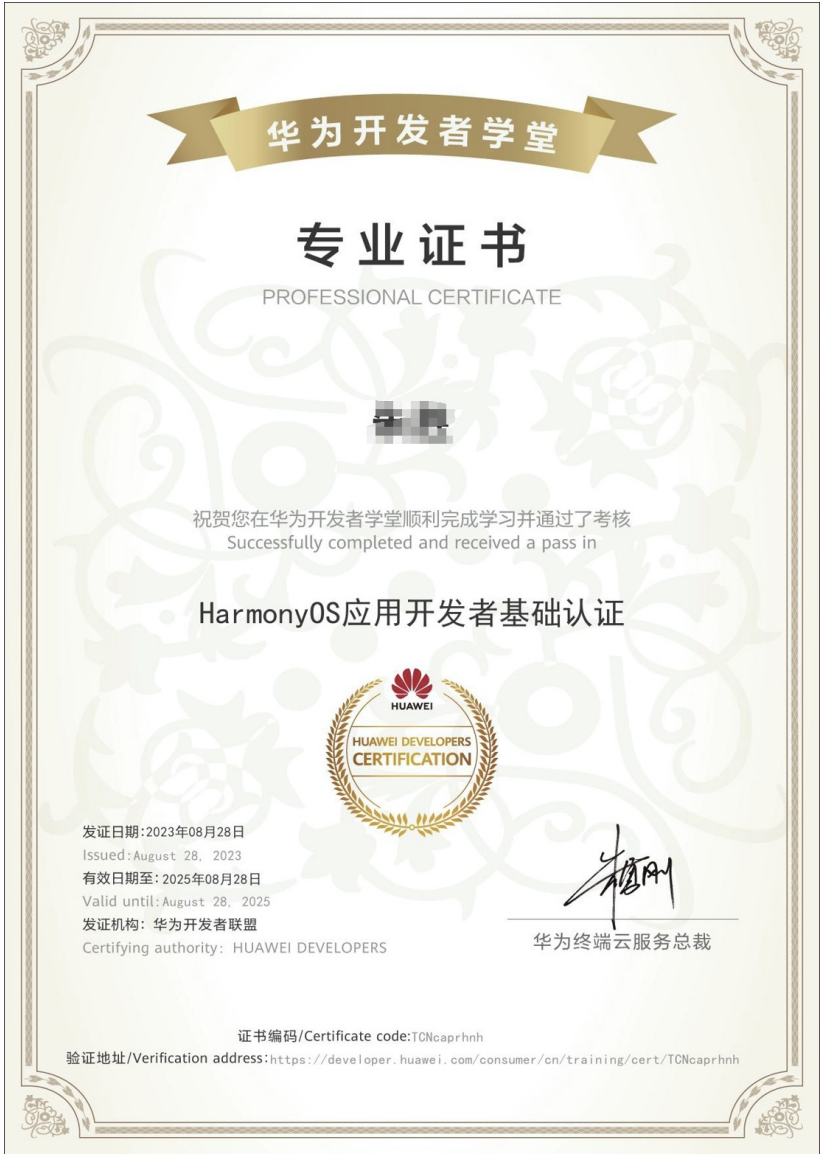 华为开发者学堂
专业证书
PROFESSIONAL CERTIFICATE
祝贺您在华为开发者学堂顺利完成学习并通过了考核
Successfully completed and received a pass in
HarmonyOS应用开发者基础认证
HUAWEI
HUAWEI DEVELOPERS
CERTIFICATION
发证日期:2023年08月28日
Issued:August 28, 2023
有效日期至:2025年08月28日
Valid until:August 28, 2025
发证机构：华为开发者联盟
Certifying authority: HUAWEI DEVELOPERS
华为终端云服务总裁
证书编码/Certificate code:TCNcaprhnh
验证地址/Verification address:https://developer.huawei.com/consumer/cn/training/cert/TCNcaprhnh